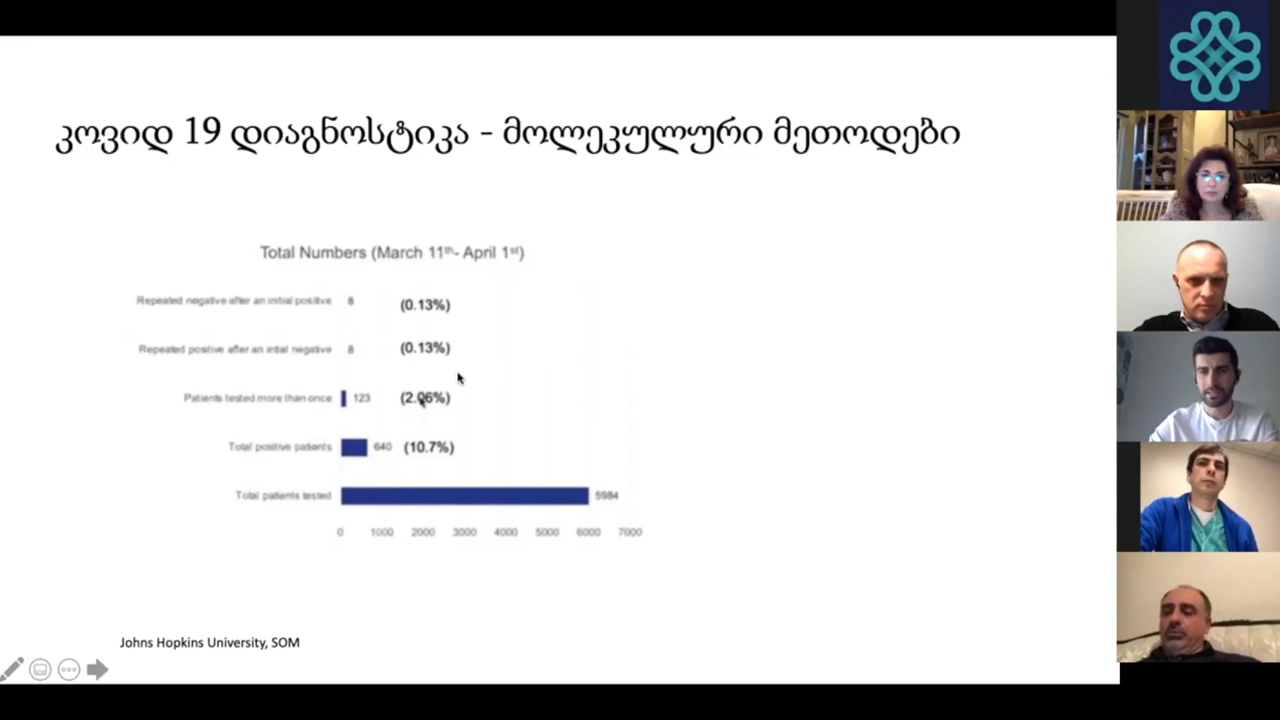 კოვიდ 19 დიაგნოსტიკა - მოლეკულური მეთოდები
Total Numbers (March 11th- April 1st)
Repeated negative after an initial positive 8 (0.13%)
Repeated positive after an intial negative 8 (0.13%)
Patients tested more than once 123 (2.06%)
Total positive patients 640 (10.7%)
Total patients tested 5984
0 1000 2000 3000 4000 5000 6000 7000
Johns Hopkins University, SOM